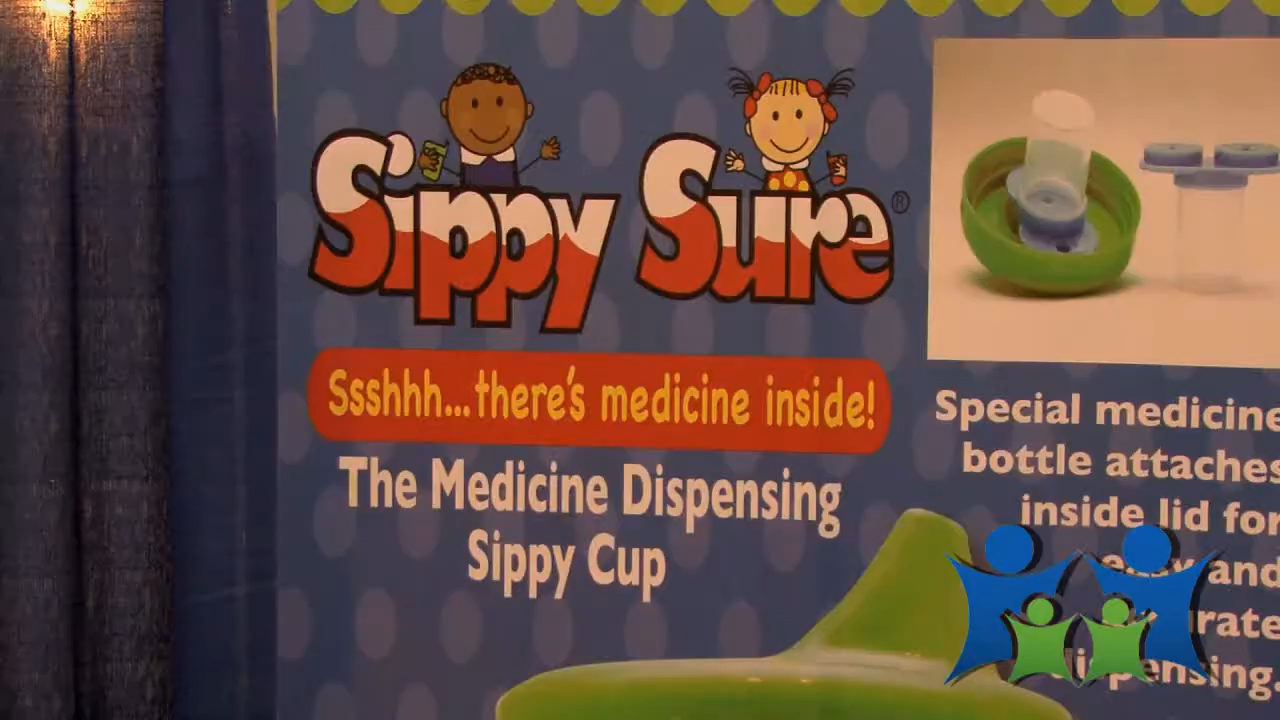 Sippy Sure®
Ssshhh...there's medicine inside!
The Medicine Dispensing
Sippy Cup
Special medicine
bottle attaches
inside lid for
easy and
dispensing.